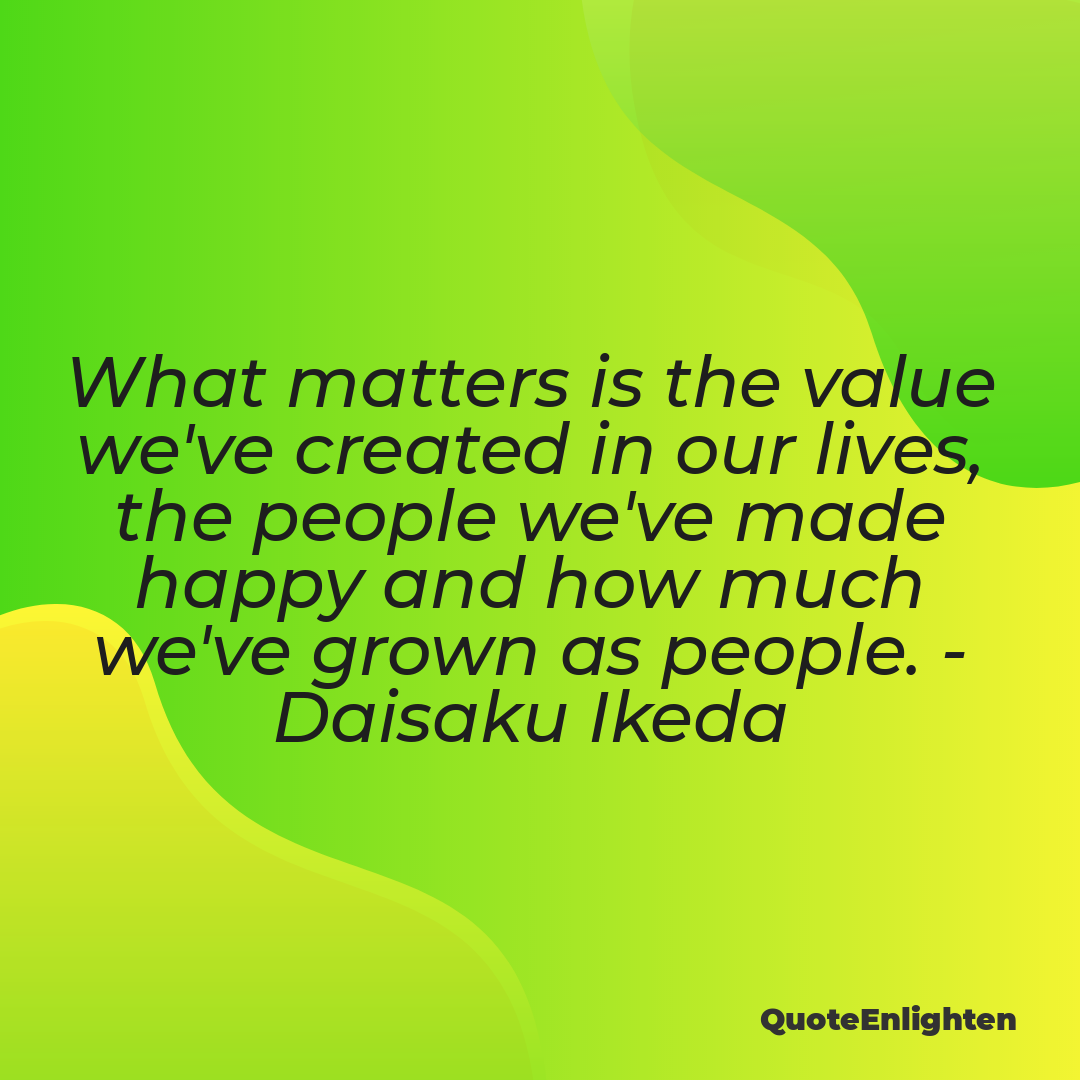 What matters is the value
we've created in our lives,
the people we've made
happy and how much
we've grown as people. -
Daisaku Ikeda
QuoteEnlighten